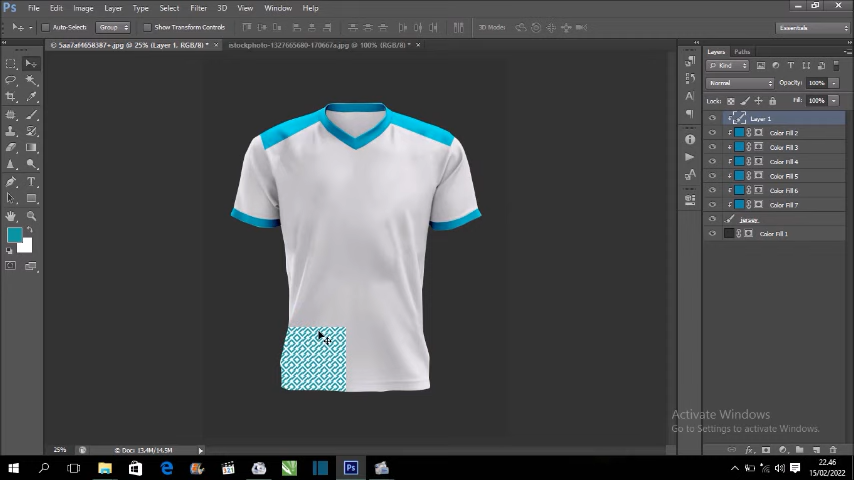 Ps File Edit Image Layer Type Select Filter 3D View Window Help
Auto-Select: Group Show Transform Controls 3D Mode: Essentials
5aa7af4658387+.jpg @ 25% (Layer 1, RGB/8) * × istockphoto-1327665680-170667a.jpg @ 100% (RGB/8) * ×
Layers Paths
Kind
Normal Opacity: 100%
Lock: Fill: 100%
Layer 1
Color Fill 2
Color Fill 3
Color Fill 4
Color Fill 5
Color Fill 6
Color Fill 7
Jersey
Color Fill 1
Activate Windows
Go to Settings to activate Windows.
25% Doc: 13.4M/14.5M
22.46
15/02/2022